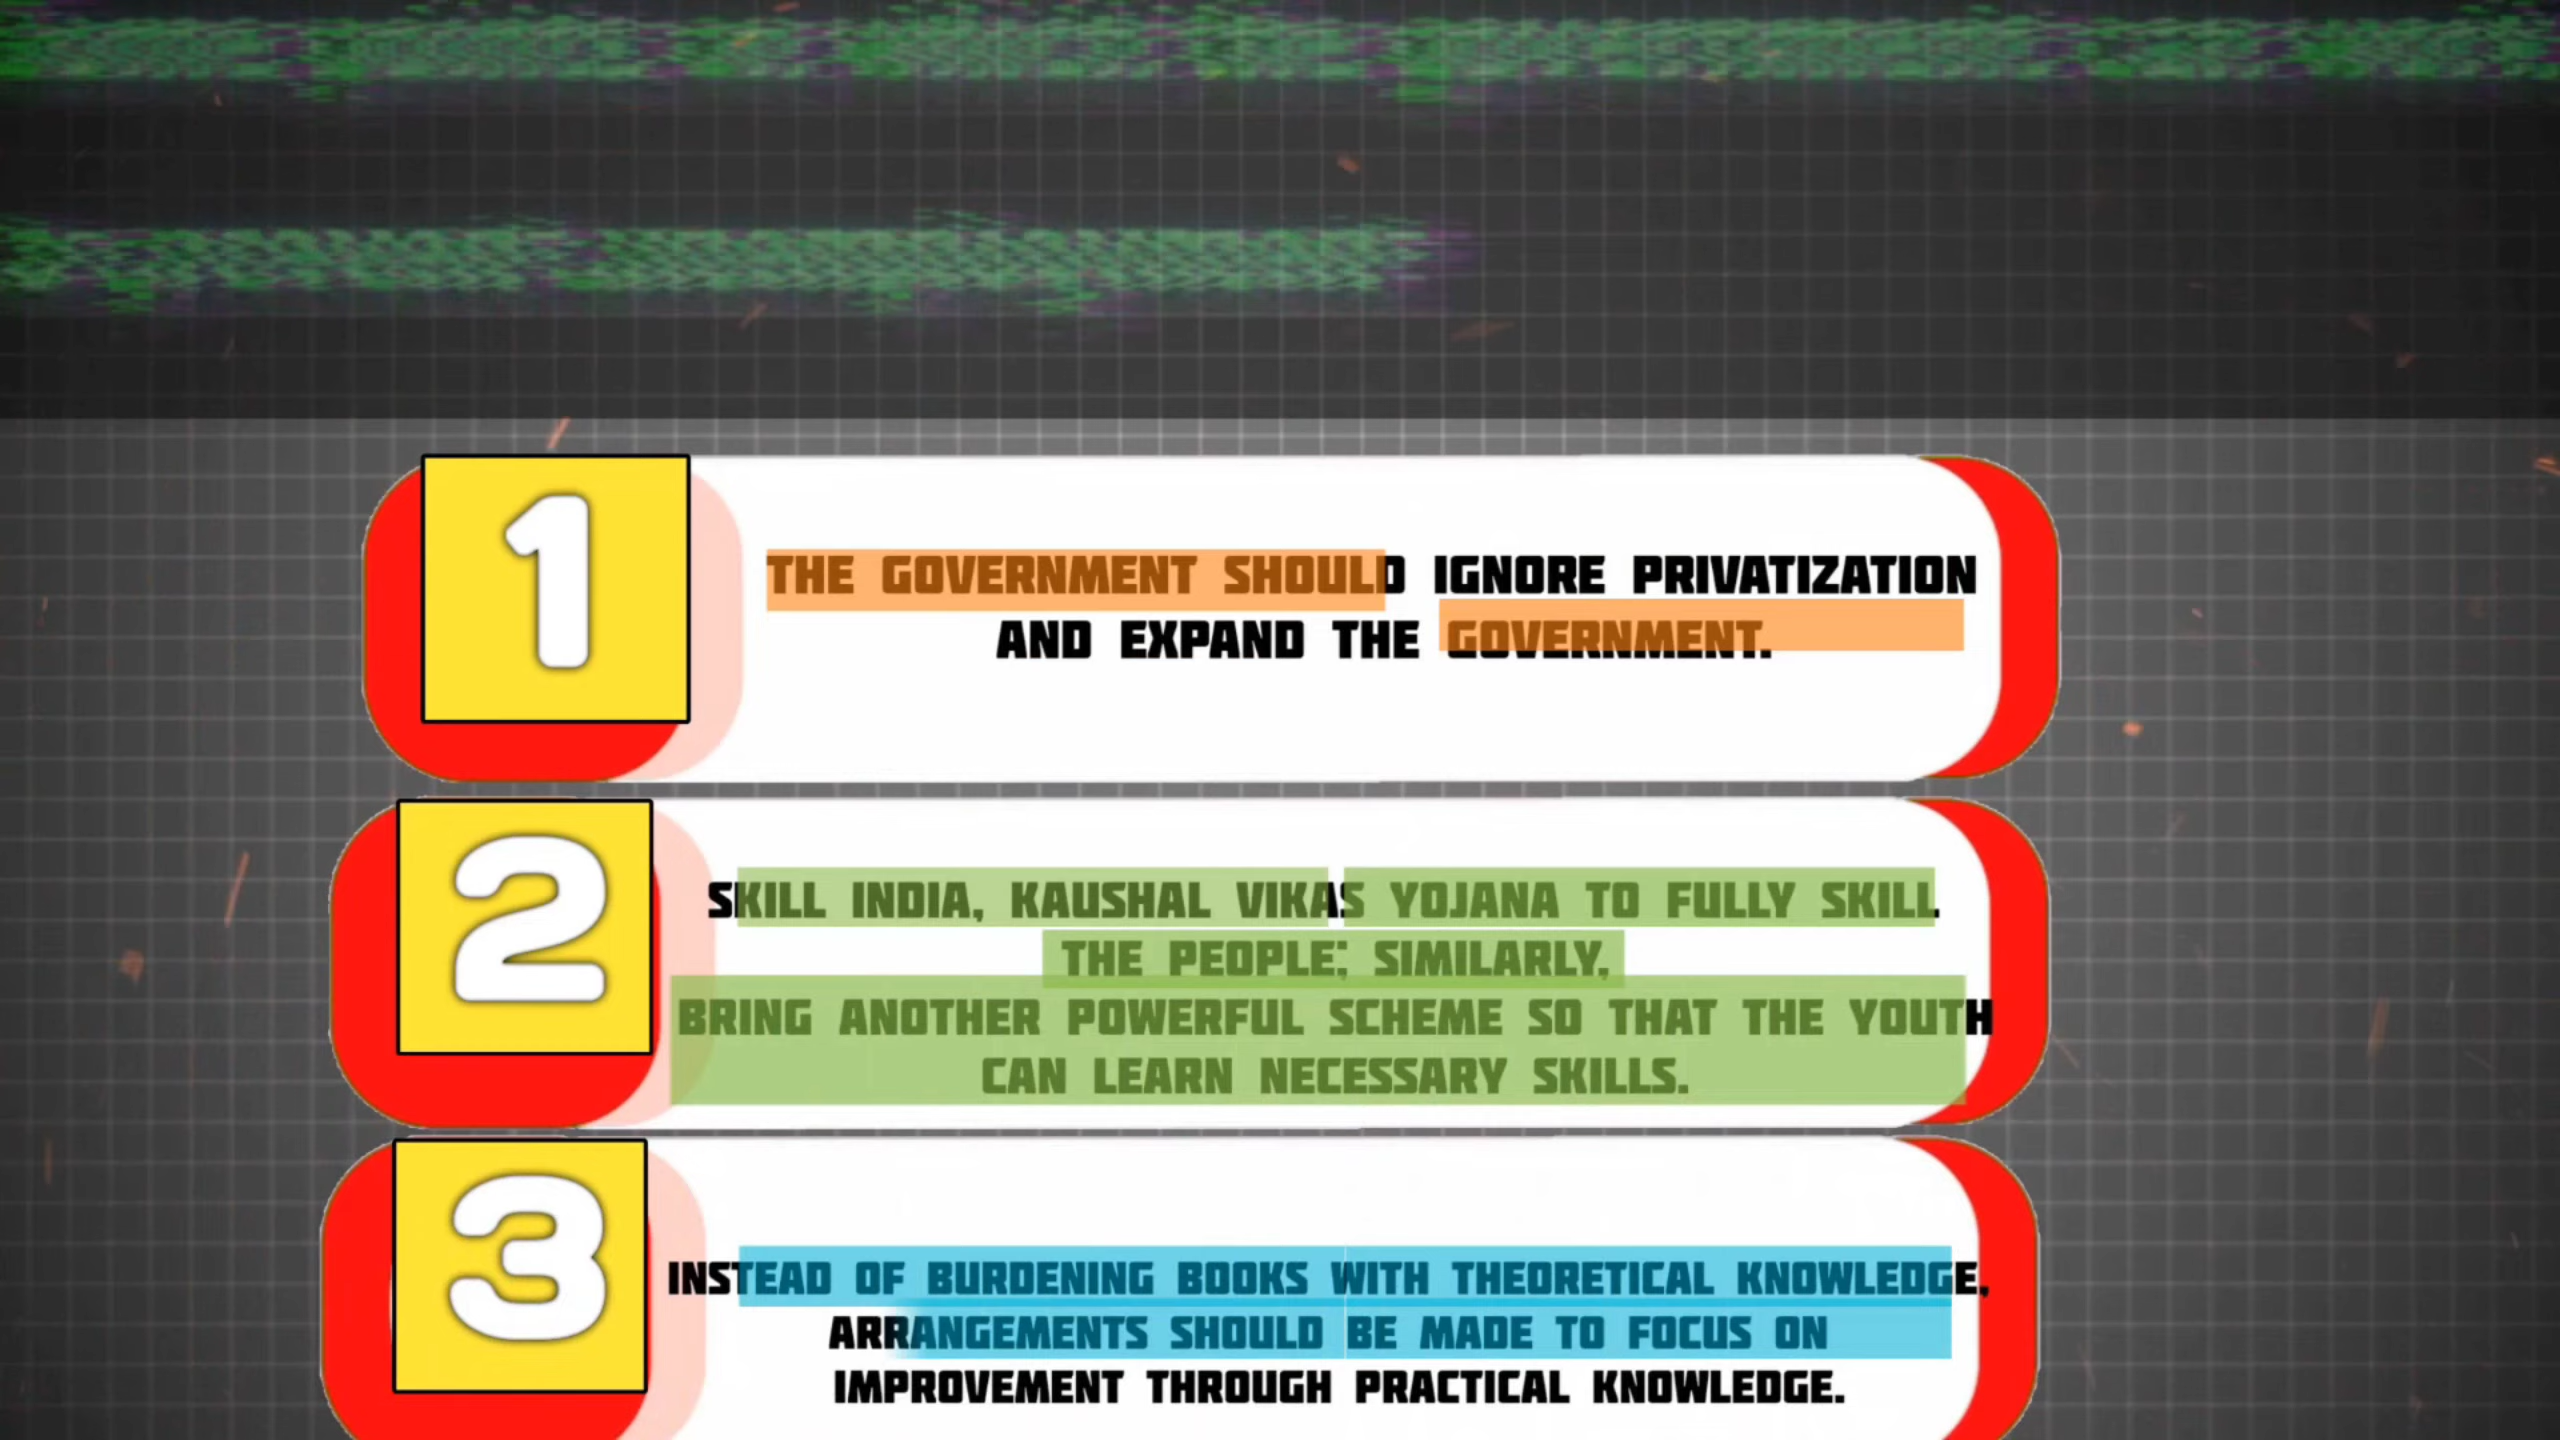 1
THE GOVERNMENT SHOULD IGNORE PRIVATIZATION
AND EXPAND THE GOVERNMENT.
2
SKILL INDIA, KAUSHAL VIKAS YOJANA TO FULLY SKILL
THE PEOPLE; SIMILARLY,
BRING ANOTHER POWERFUL SCHEME SO THAT THE YOUTH
CAN LEARN NECESSARY SKILLS.
3
INSTEAD OF BURDENING BOOKS WITH THEORETICAL KNOWLEDGE,
ARRANGEMENTS SHOULD BE MADE TO FOCUS ON
IMPROVEMENT THROUGH PRACTICAL KNOWLEDGE.